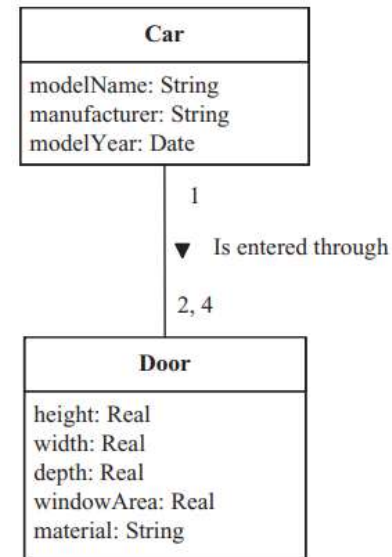 Car
modelName: String
manufacturer: String
modelYear: Date
1
Is entered through
2, 4
Door
height: Real
width: Real
depth: Real
windowArea: Real
material: String